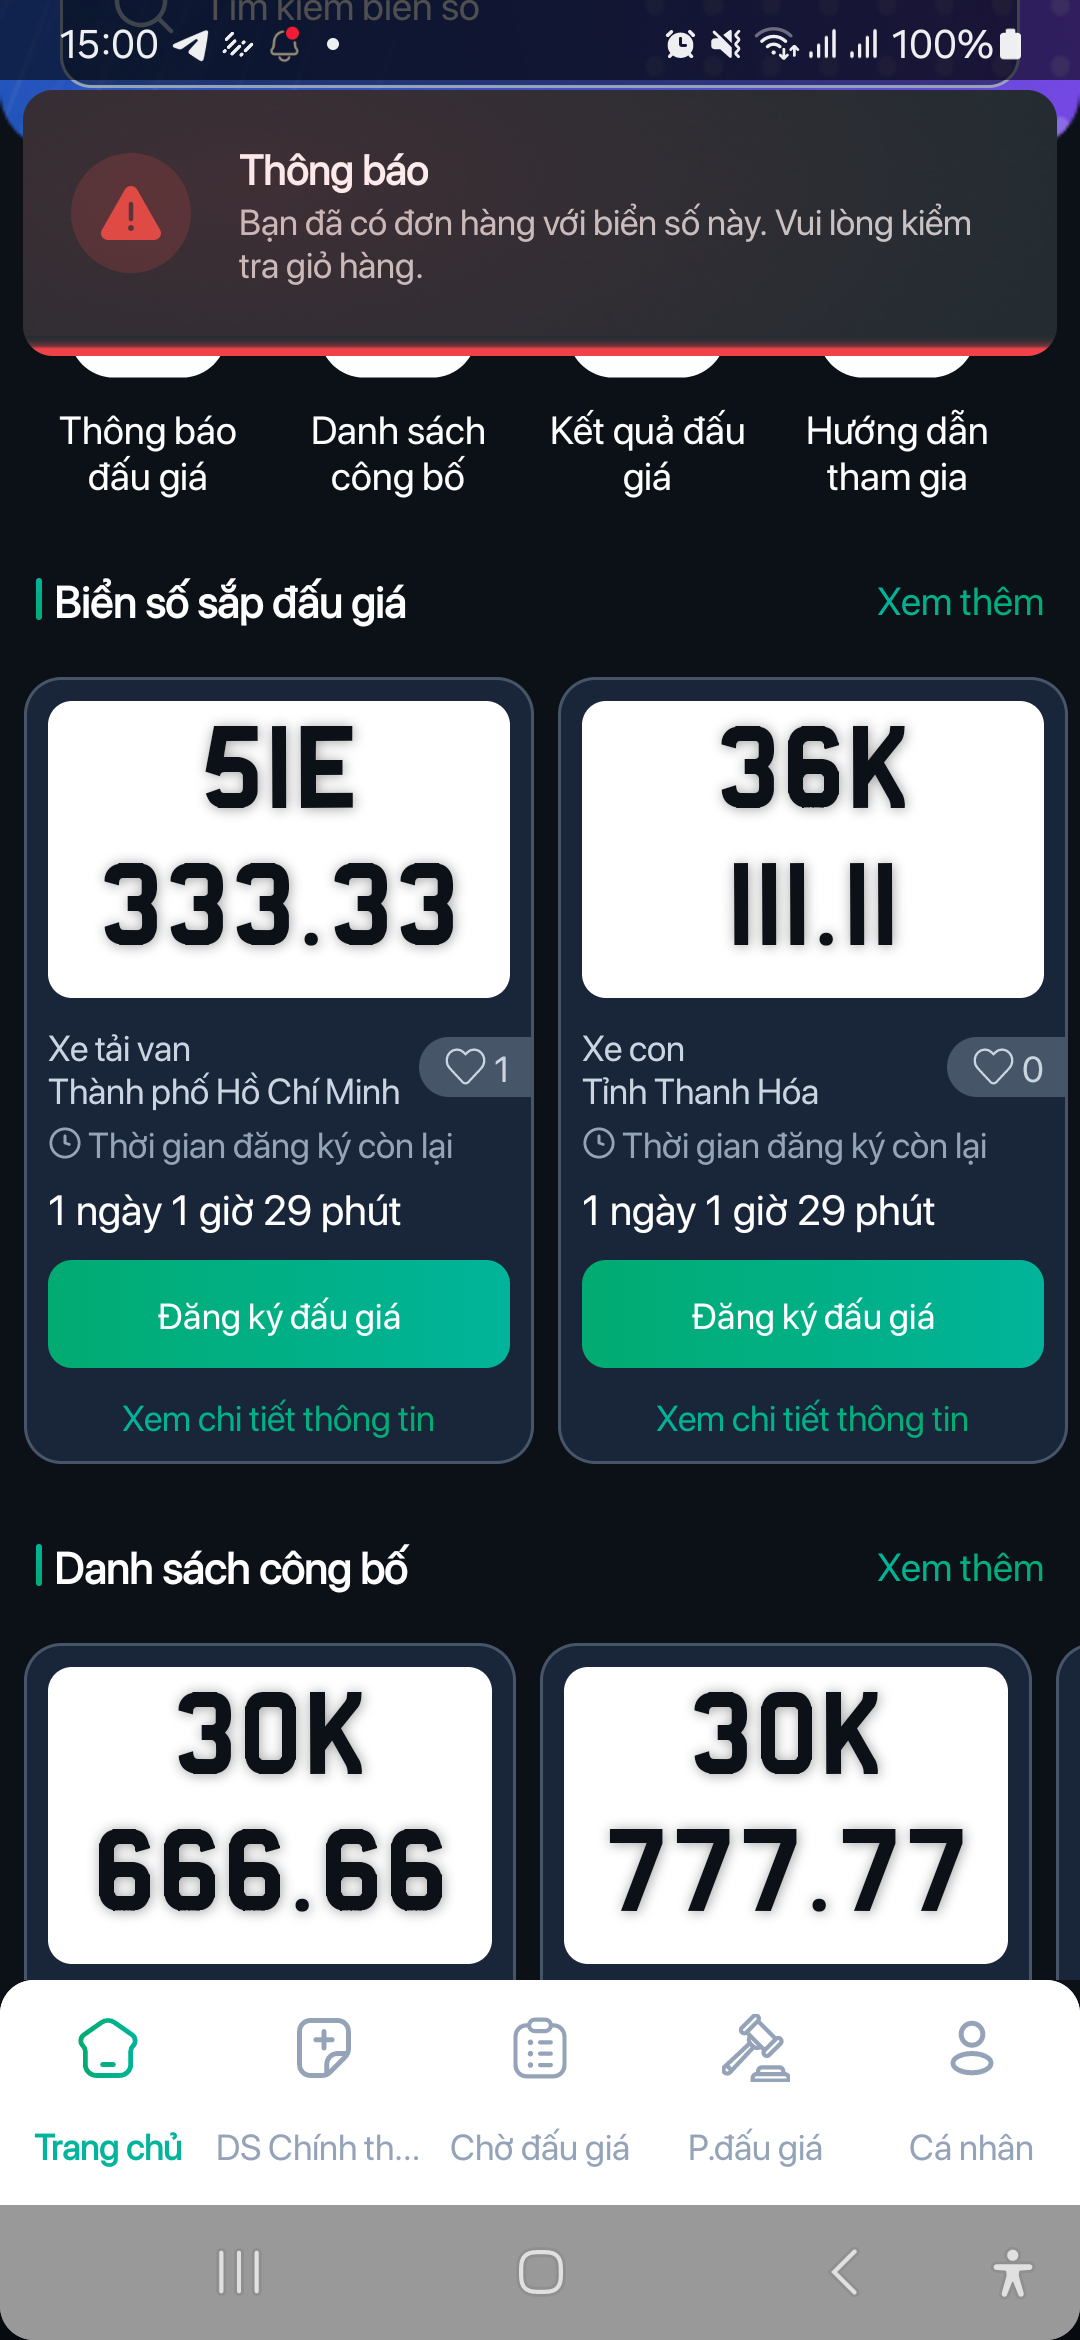 Tìm kiếm biển số
15:00
100%
Thông báo
Bạn đã có đơn hàng với biển số này. Vui lòng kiểm
tra giỏ hàng.
Thông báo
đấu giá
Danh sách
công bố
Kết quả đấu
giá
Hướng dẫn
tham gia
Biển số sắp đấu giá
Xem thêm
51E
333.33
Xe tải van
Thành phố Hồ Chí Minh
1
Thời gian đăng ký còn lại
1 ngày 1 giờ 29 phút
Đăng ký đấu giá
Xem chi tiết thông tin
36K
111.11
Xe con
Tỉnh Thanh Hóa
0
Thời gian đăng ký còn lại
1 ngày 1 giờ 29 phút
Đăng ký đấu giá
Xem chi tiết thông tin
Danh sách công bố
Xem thêm
30K
666.66
30K
777.77
Trang chủ
DS Chính th...
Chờ đấu giá
P.đấu giá
Cá nhân